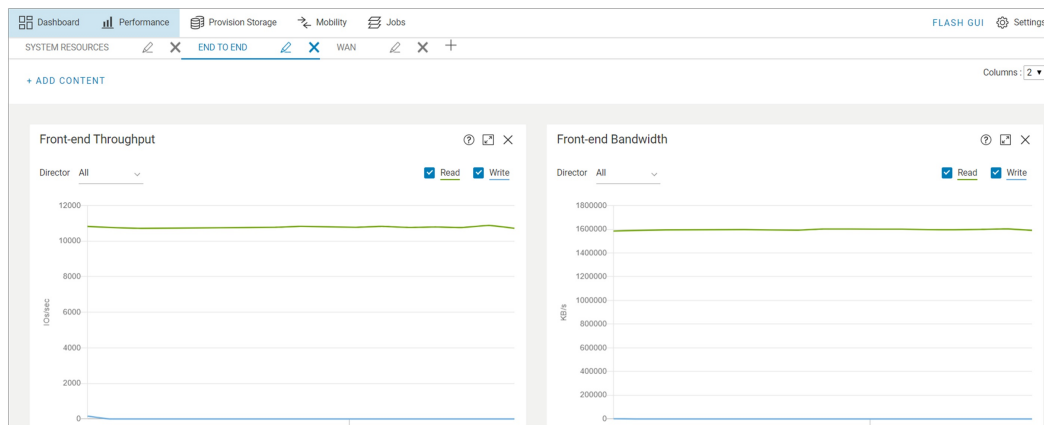 Dashboard Performance Provision Storage Mobility Jobs FLASH GUI Settings
SYSTEM RESOURCES END TO END WAN
+ ADD CONTENT Columns : 2
Front-end Throughput
Director All Read Write
12000
10000
8000
6000
4000
2000
0
IOs/sec
Front-end Bandwidth
Director All Read Write
1800000
1600000
1400000
1200000
1000000
800000
600000
400000
200000
0
KB/s